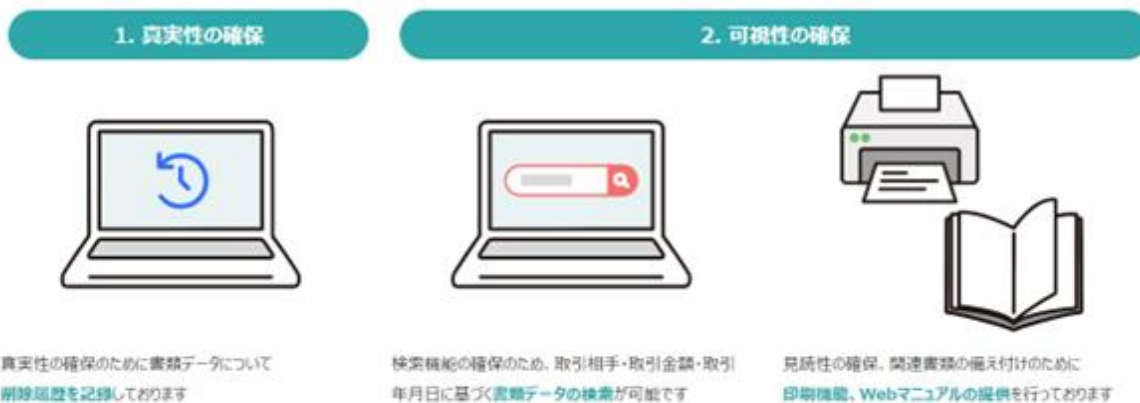 1. 真実性の確保
2. 可視性の確保
真実性の確保のために書類データについて
削除履歴を記録しております
検索機能の確保のため、取引相手・取引金額・取引
年月日に基づく書類データの検索が可能です
見読性の確保、関連書類の備え付けのために
印刷機能、Webマニュアルの提供を行っております